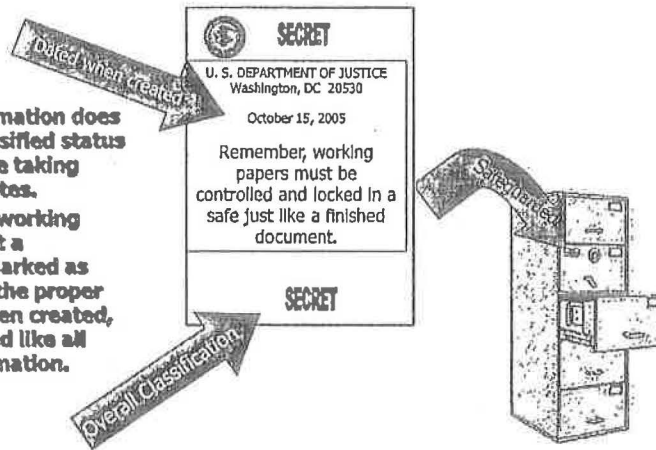 Dated when created
SECRET
U. S. DEPARTMENT OF JUSTICE
Washington, DC 20530
October 15, 2005
Remember, working
papers must be
controlled and locked in a
safe just like a finished
document.
SECRET
mation does
sified status
e taking
tes.
working
t a
arked as
the proper
en created,
d like all
mation.
Safeguarded
Overall Classification